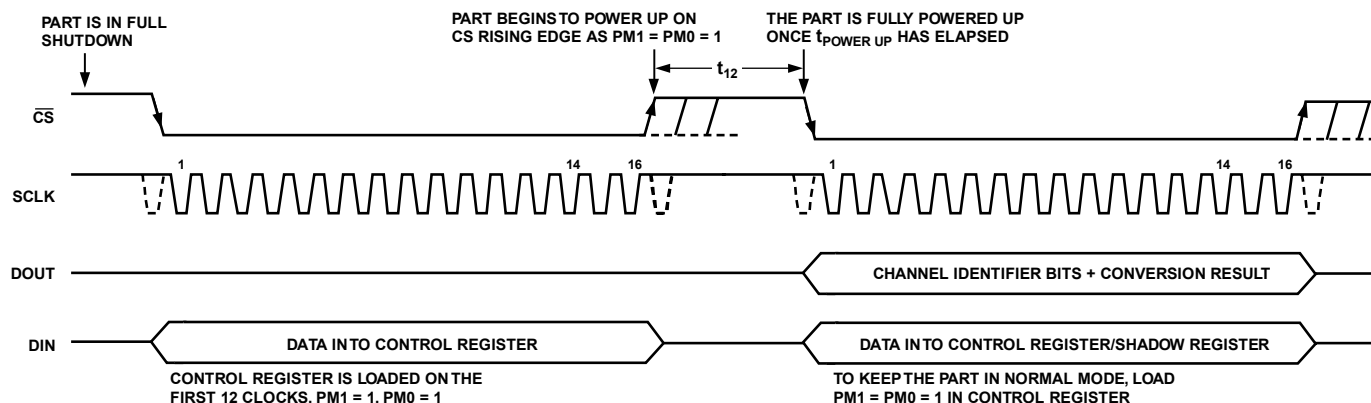 PART IS IN FULL
SHUTDOWN
PART BEGINS TO POWER UP ON
CS RISING EDGE AS PM1 = PM0 = 1
THE PART IS FULLY POWERED UP
ONCE tPOWER UP HAS ELAPSED
t12
CS
SCLK
1
14
16
1
14
16
DOUT
CHANNEL IDENTIFIER BITS + CONVERSION RESULT
DIN
DATA INTO CONTROL REGISTER
DATA INTO CONTROL REGISTER/SHADOW REGISTER
CONTROL REGISTER IS LOADED ON THE
FIRST 12 CLOCKS, PM1 = 1, PM0 = 1
TO KEEP THE PART IN NORMAL MODE, LOAD
PM1 = PM0 = 1 IN CONTROL REGISTER